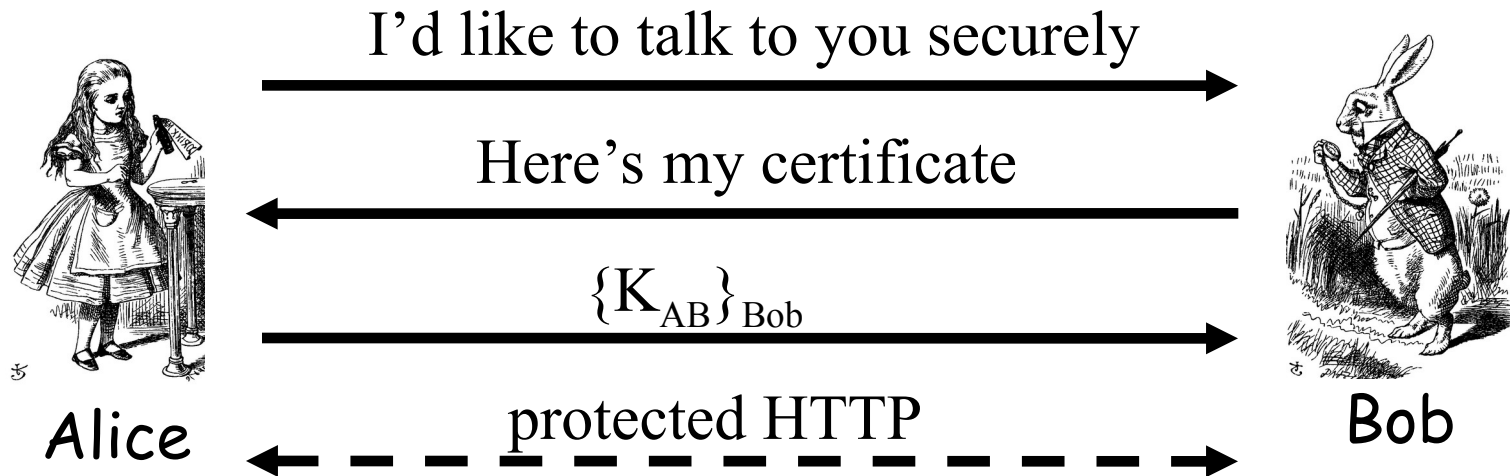 I’d like to talk to you securely
Here’s my certificate
{K_AB}_Bob
protected HTTP
Alice
Bob